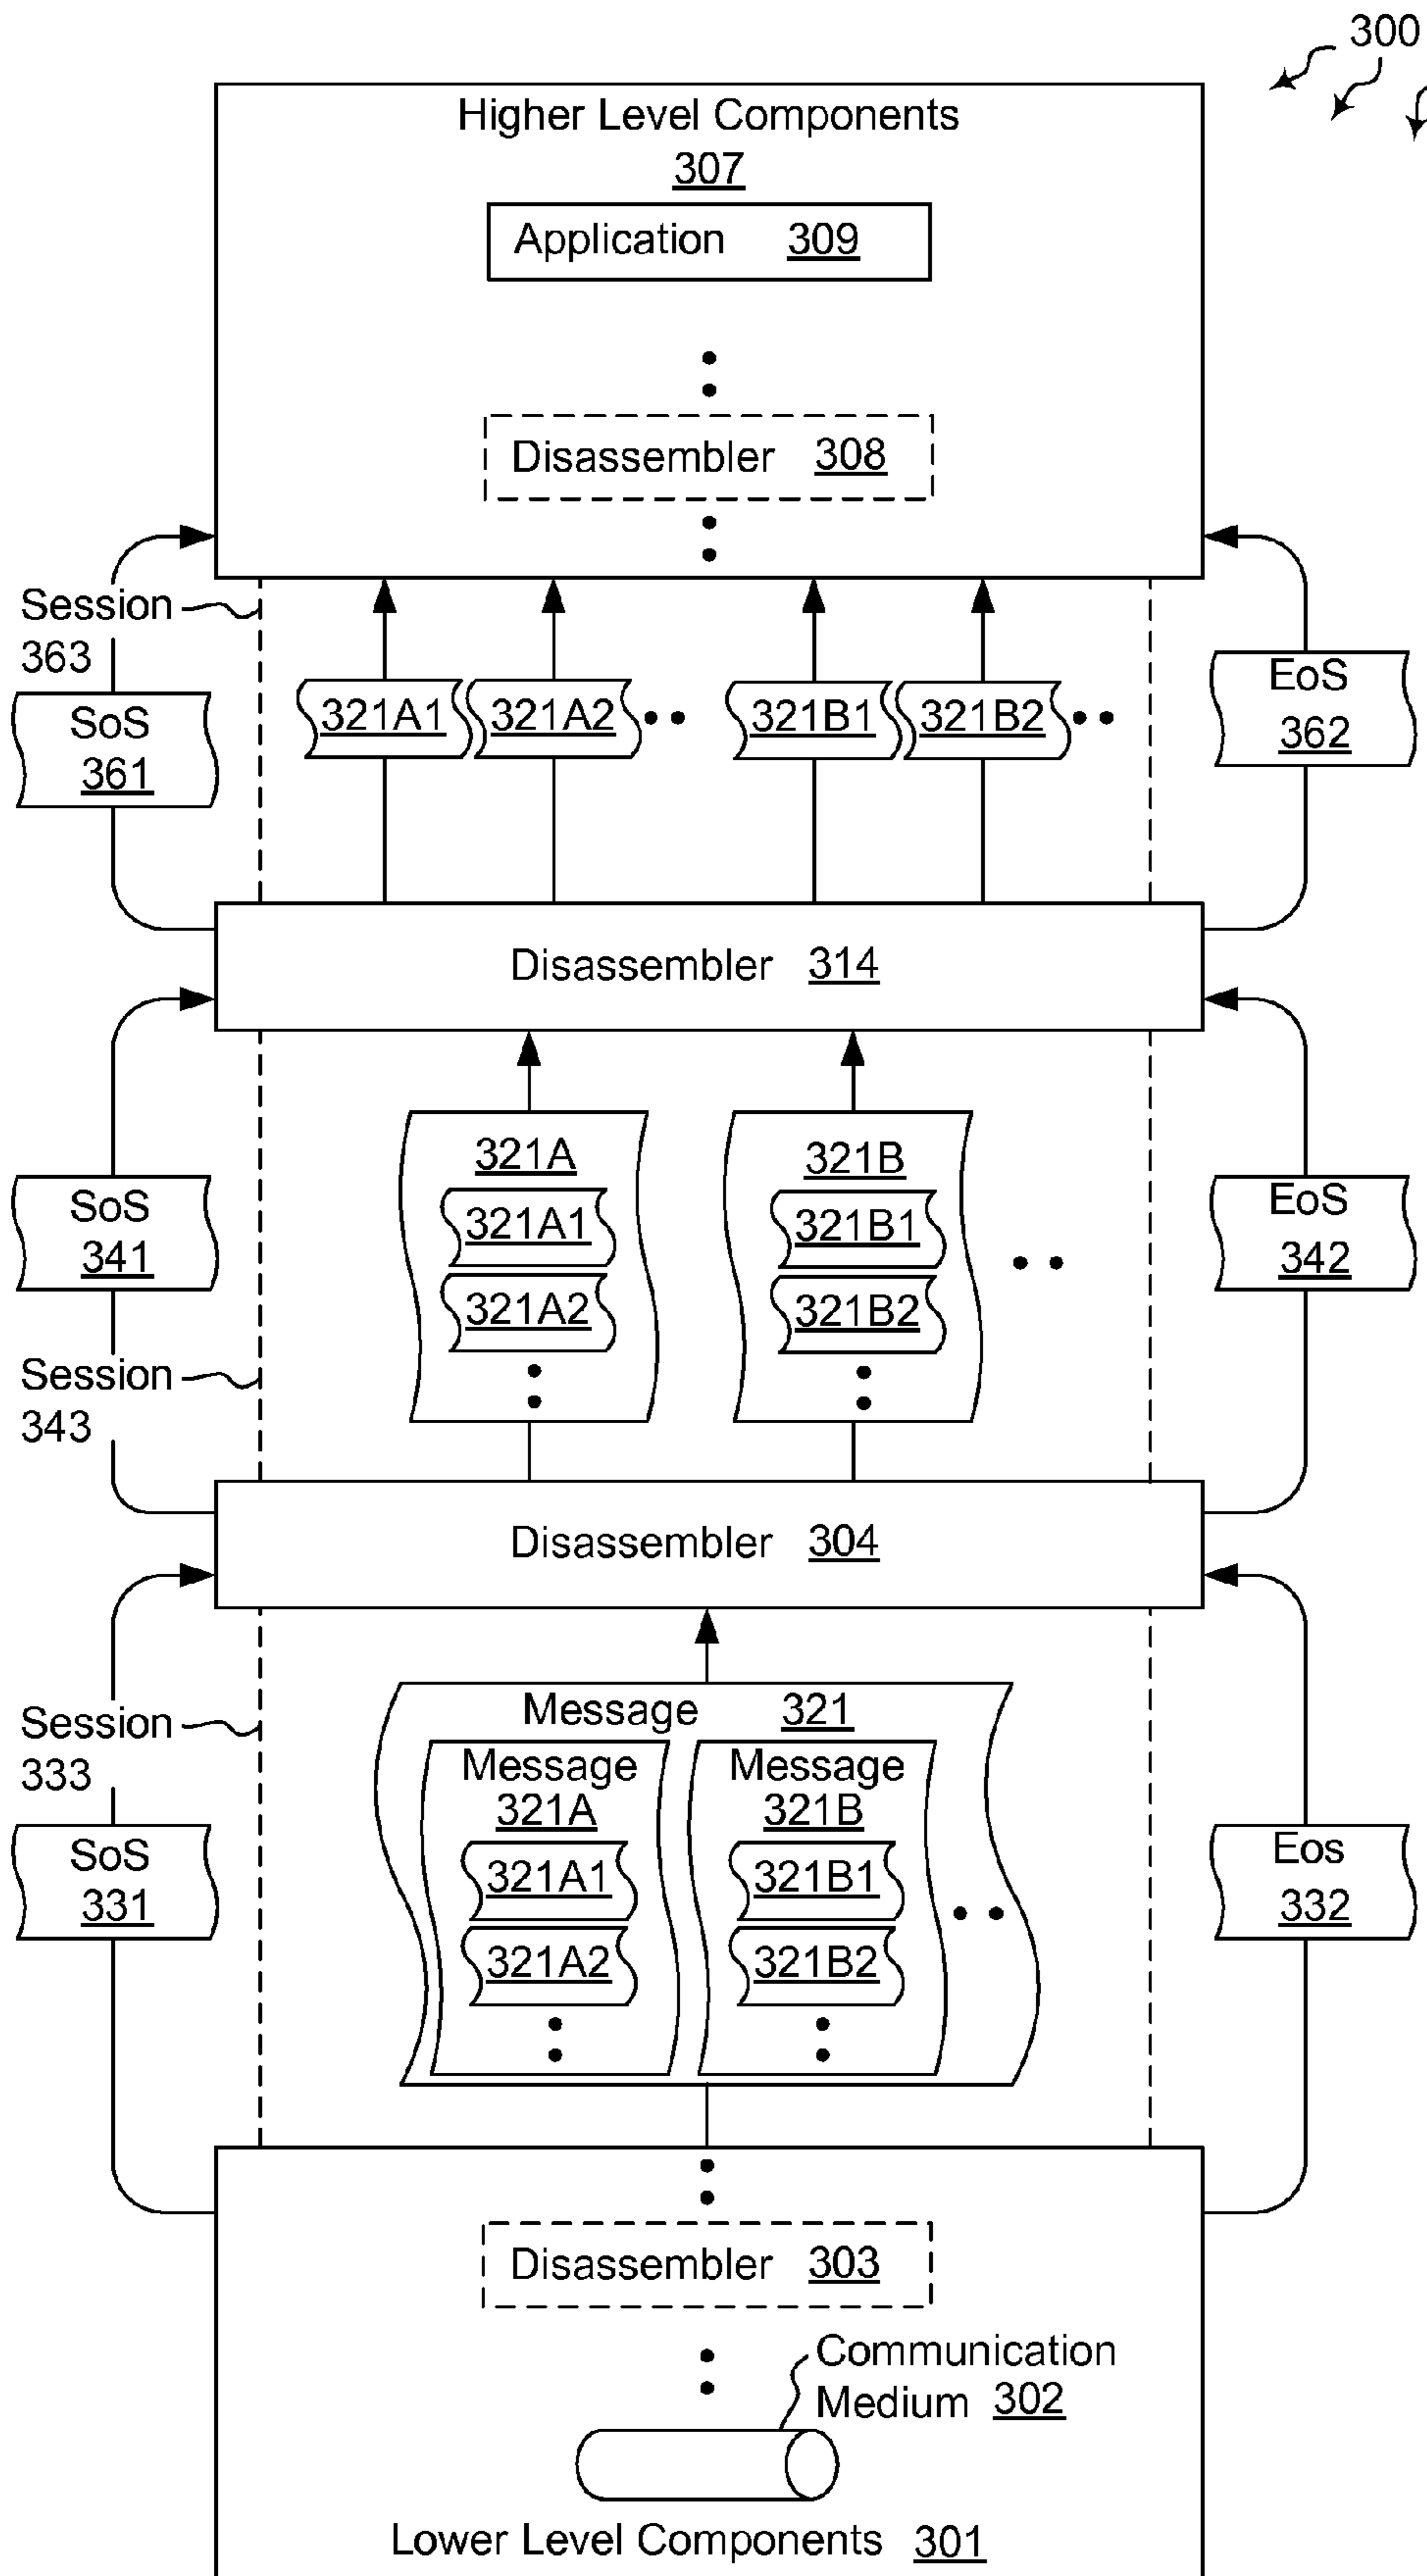 300
Higher Level Components
307
Application 309
Disassembler 308
Session
363
321A1
321A2
321B1
321B2
SoS
361
EoS
362
Disassembler 314
321A
321A1
321A2
321B
321B1
321B2
SoS
341
EoS
342
Session
343
Disassembler 304
Session
333
Message 321
Message
321A
321A1
321A2
Message
321B
321B1
321B2
SoS
331
Eos
332
Disassembler 303
Communication
Medium 302
Lower Level Components 301